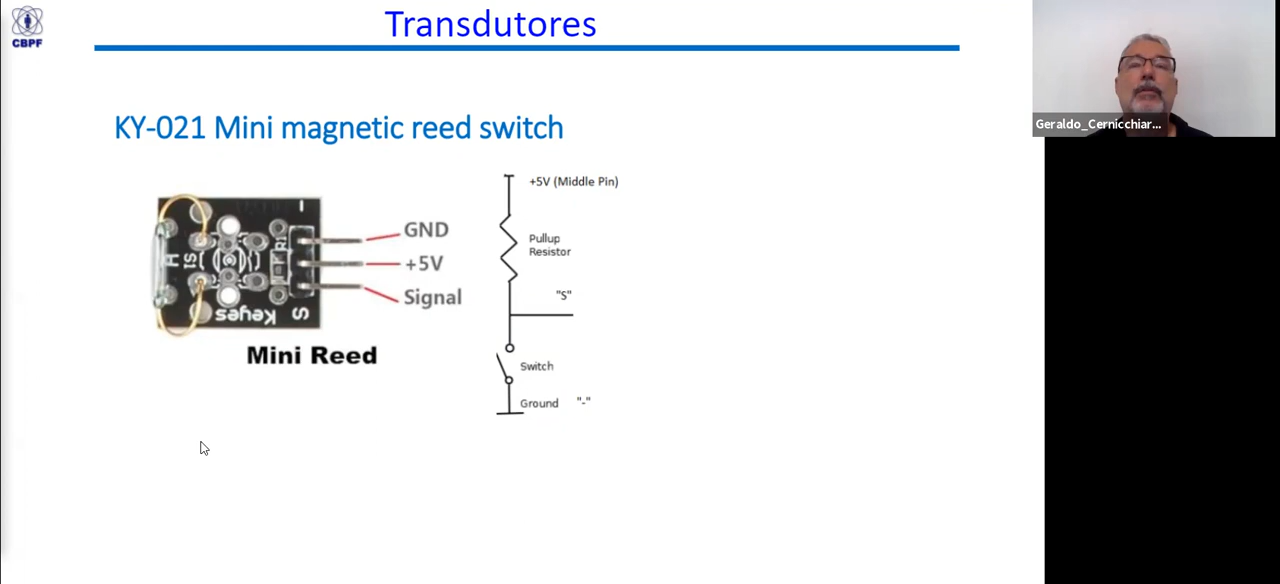 CBPF
Transdutores
Geraldo_Cernicchiar...
KY-021 Mini magnetic reed switch
GND
+5V
Signal
S
Keyes
Mini Reed
+5V (Middle Pin)
Pullup
Resistor
"S"
Switch
Ground "-"